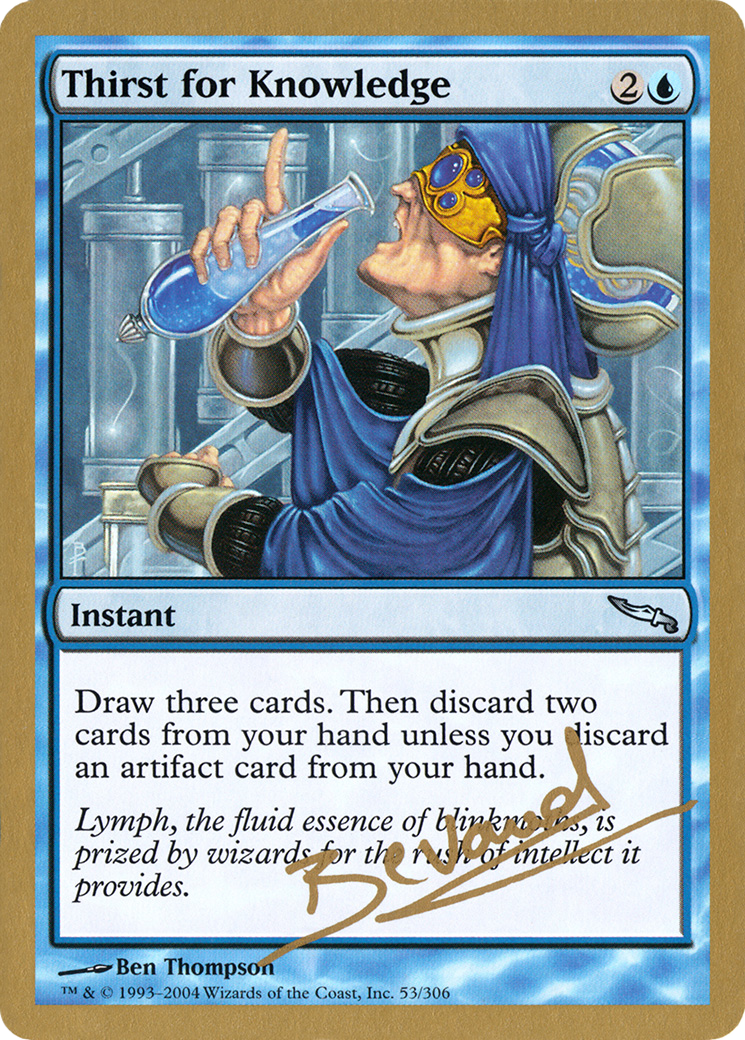 Thirst for Knowledge
2
Instant
Draw three cards. Then discard two
cards from your hand unless you discard
an artifact card from your hand.
Lymph, the fluid essence of blinkmoths, is
prized by wizards for the rush of intellect it
provides.
Bevand
Ben Thompson
™ & © 1993–2004 Wizards of the Coast, Inc. 53/306